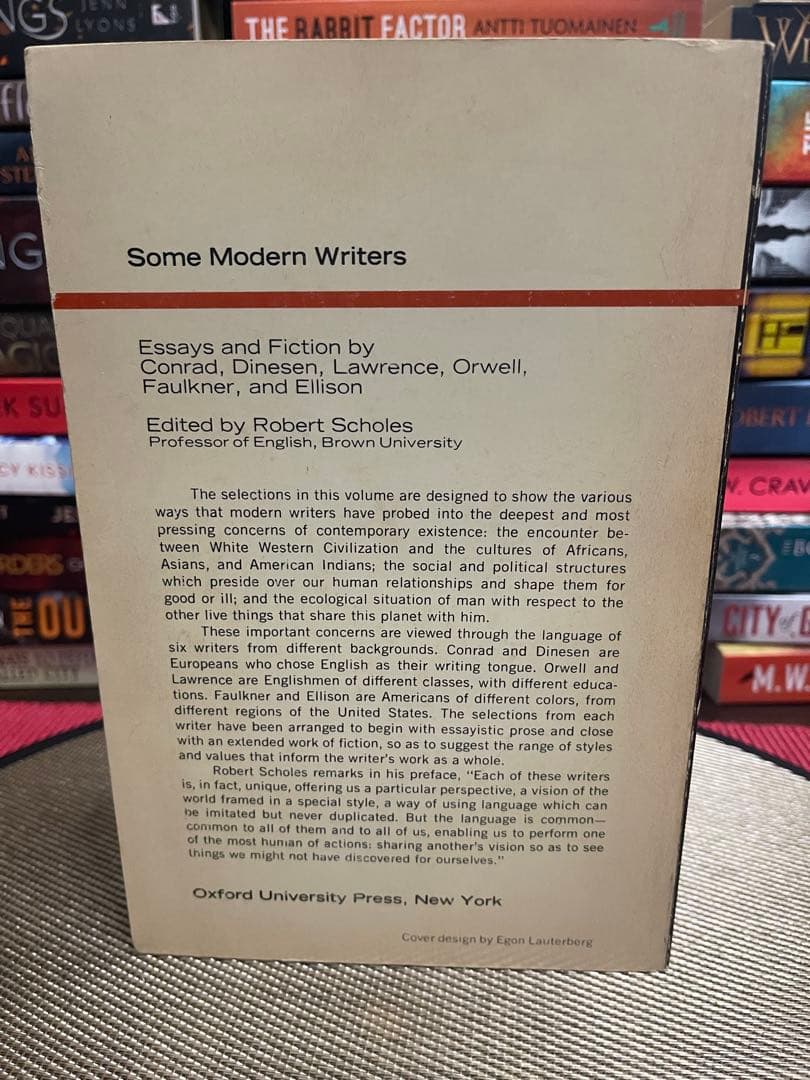 JENN
LYONS
THE RABBIT FACTOR ANTTI TUOMAINEN
Some Modern Writers
Essays and Fiction by
Conrad, Dinesen, Lawrence, Orwell,
Faulkner, and Ellison
Edited by Robert Scholes
Professor of English, Brown University
The selections in this volume are designed to show the various
ways that modern writers have probed into the deepest and most
pressing concerns of contemporary existence: the encounter be-
tween White Western Civilization and the cultures of Africans,
Asians, and American Indians; the social and political structures
which preside over our human relationships and shape them for
good or ill; and the ecological situation of man with respect to the
other live things that share this planet with him.
These important concerns are viewed through the language of
six writers from different backgrounds. Conrad and Dinesen are
Europeans who chose English as their writing tongue. Orwell and
Lawrence are Englishmen of different classes, with different educa-
tions. Faulkner and Ellison are Americans of different colors, from
different regions of the United States. The selections from each
writer have been arranged to begin with essayistic prose and close
with an extended work of fiction, so as to suggest the range of styles
and values that inform the writer's work as a whole.
Robert Scholes remarks in his preface, "Each of these writers
is, in fact, unique, offering us a particular perspective, a vision of the
world framed in a special style, a way of using language which can
be imitated but never duplicated. But the language is common—
common to all of them and to all of us, enabling us to perform one
of the most human of actions: sharing another's vision so as to see
things we might not have discovered for ourselves."
Oxford University Press, New York
Cover design by Egon Lauterberg
CITY
M.W.